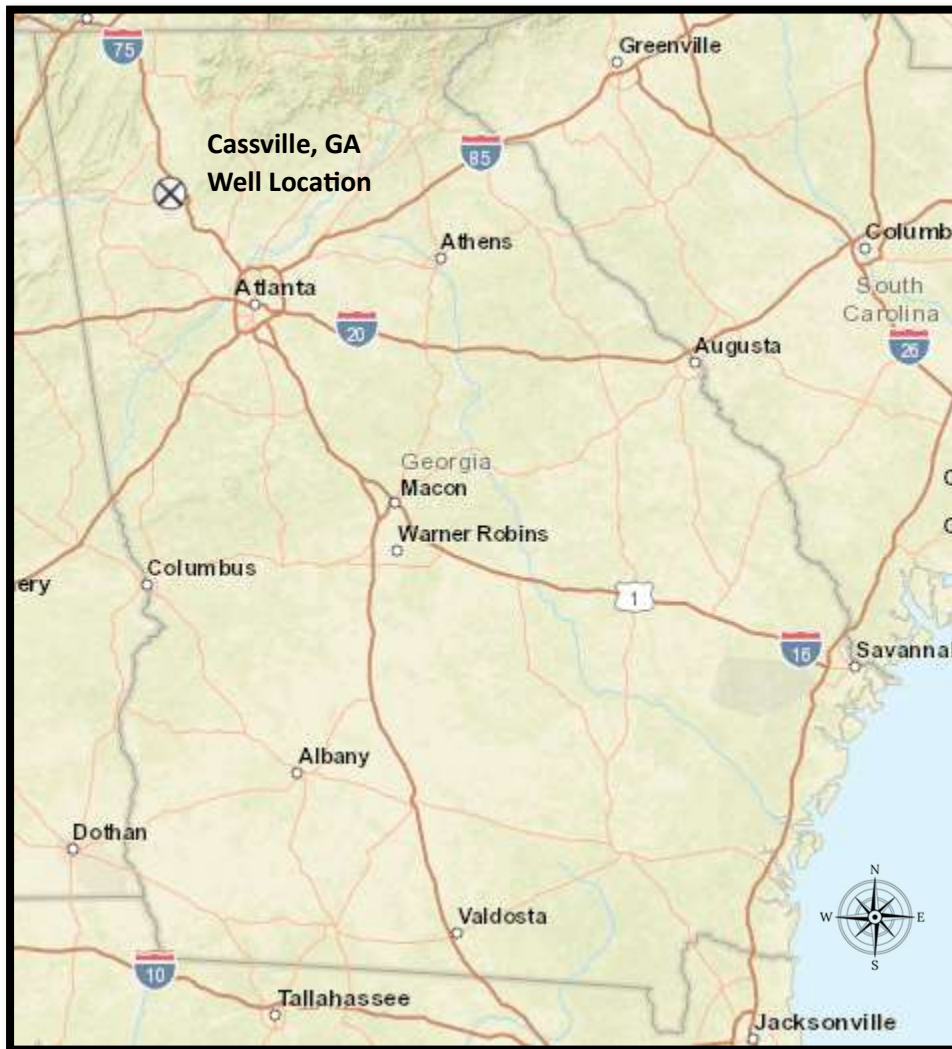 75
Greenville
Cassville, GA
Well Location
85
Athens
Columb
Atlanta
South
Carolina
20
26
Augusta
Georgia
Macon
Warner Robins
ery
Columbus
1
16
Savannal
Albany
Dothan
N
W
E
S
Valdosta
10
Tallahassee
Jacksonville